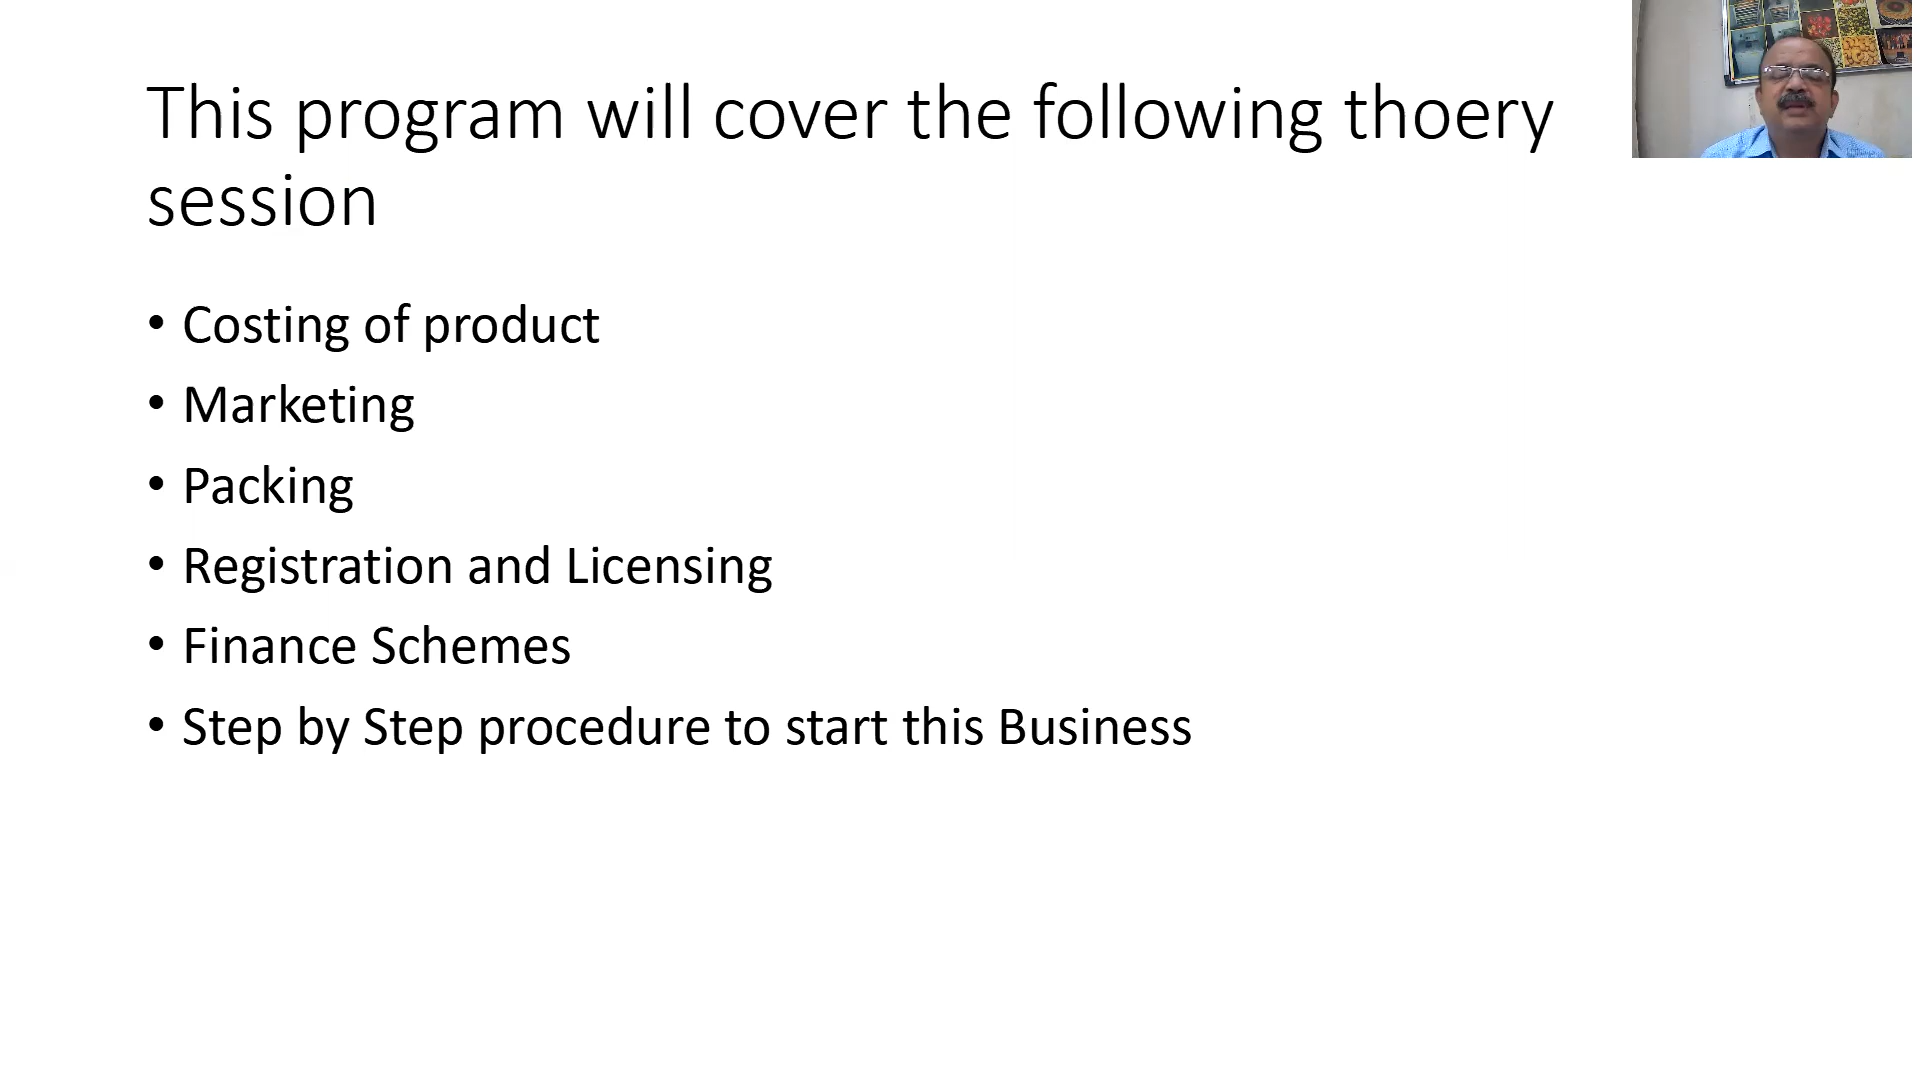 This program will cover the following thoery
session
• Costing of product
• Marketing
• Packing
• Registration and Licensing
• Finance Schemes
• Step by Step procedure to start this Business